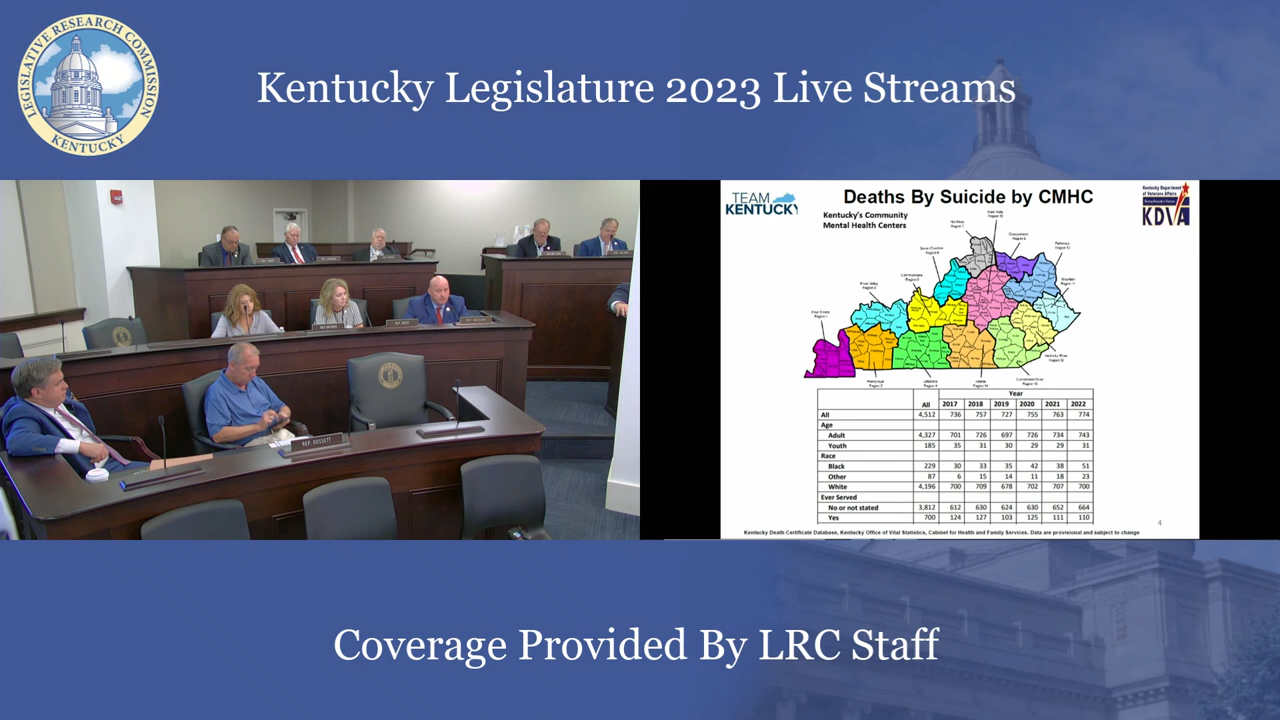 LEGISLATIVE RESEARCH COMMISSION
KENTUCKY
Kentucky Legislature 2023 Live Streams
REP. DOSSETT
TEAM
KENTUCKY
Deaths By Suicide by CMHC
Kentucky Department
of Veterans Affairs
KDVA
Kentucky's Community
Mental Health Centers
Year
All 2017 2018 2019 2020 2021 2022
All 4,512 736 757 727 755 763 774
Age
Adult 4,327 701 726 697 726 734 743
Youth 185 35 31 30 29 29 31
Race
Black 229 30 33 35 42 38 51
Other 87 6 15 14 11 18 23
White 4,196 700 709 678 702 707 700
Ever Served
No or not stated 3,812 612 630 624 630 652 664
Yes 700 124 127 103 125 111 110
4
Kentucky Death Certificate Database, Kentucky Office of Vital Statistics, Cabinet for Health and Family Services. Data are provisional and subject to change
Coverage Provided By LRC Staff